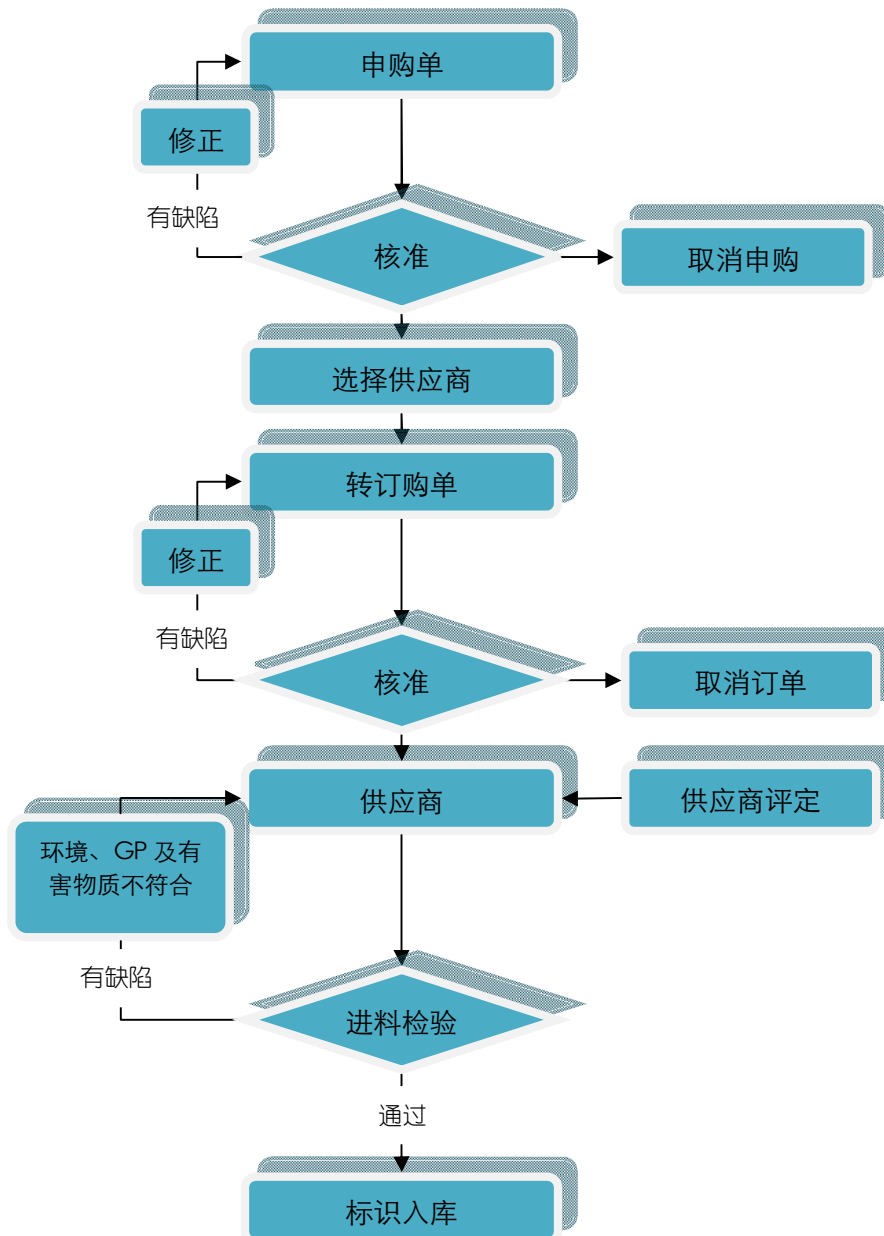 申购单
修正
有缺陷
核准
取消申购
选择供应商
转订购单
修正
有缺陷
核准
取消订单
供应商
供应商评定
环境、GP 及有
害物质不符合
有缺陷
进料检验
通过
标识入库